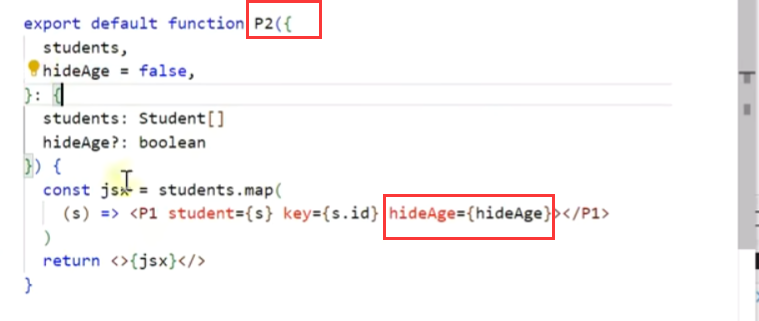 export default function P2({
students,
hideAge = false,
}: {
students: Student[]
hideAge?: boolean
}) {
const jsx = students.map(
(s) => <P1 student={s} key={s.id} hideAge={hideAge}></P1>
)
return <>{jsx}</>
}